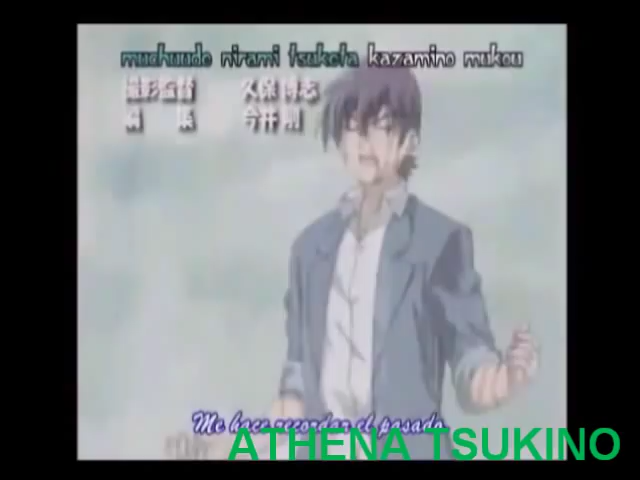 muchuude nirami tsuketa kazamino mukou
撮影監督 久保 博志
編 集 今井 剛
Me hace recordar el pasado
ATHENA TSUKINO